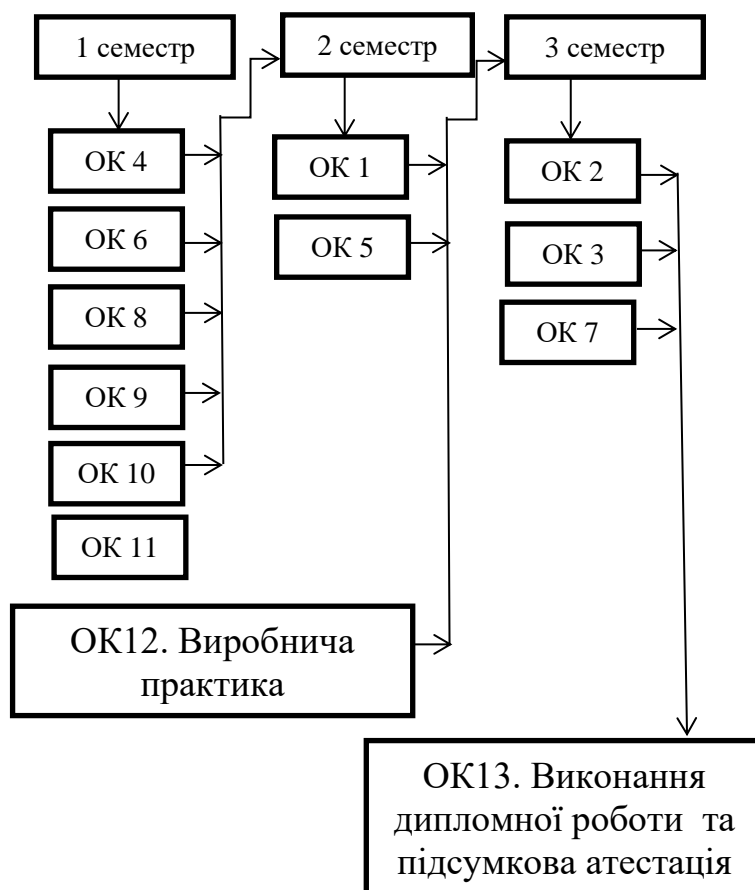 1 семестр
2 семестр
3 семестр
ОК 4
ОК 1
ОК 2
ОК 6
ОК 5
ОК 3
ОК 8
ОК 7
ОК 9
ОК 10
ОК 11
ОК12. Виробнича
практика
ОК13. Виконання
дипломної роботи та
підсумкова атестація